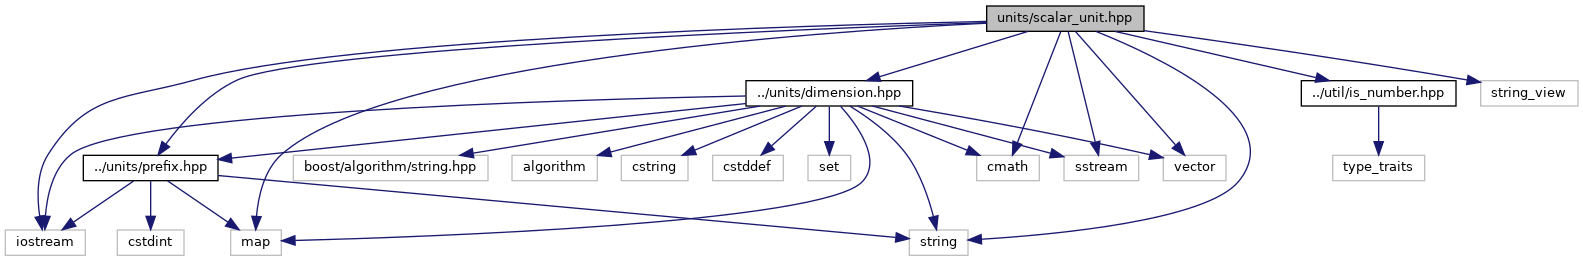 units/scalar_unit.hpp
../units/dimension.hpp
../util/is_number.hpp
string_view
../units/prefix.hpp
boost/algorithm/string.hpp
algorithm
cstring
cstddef
set
cmath
sstream
vector
type_traits
iostream
cstdint
map
string